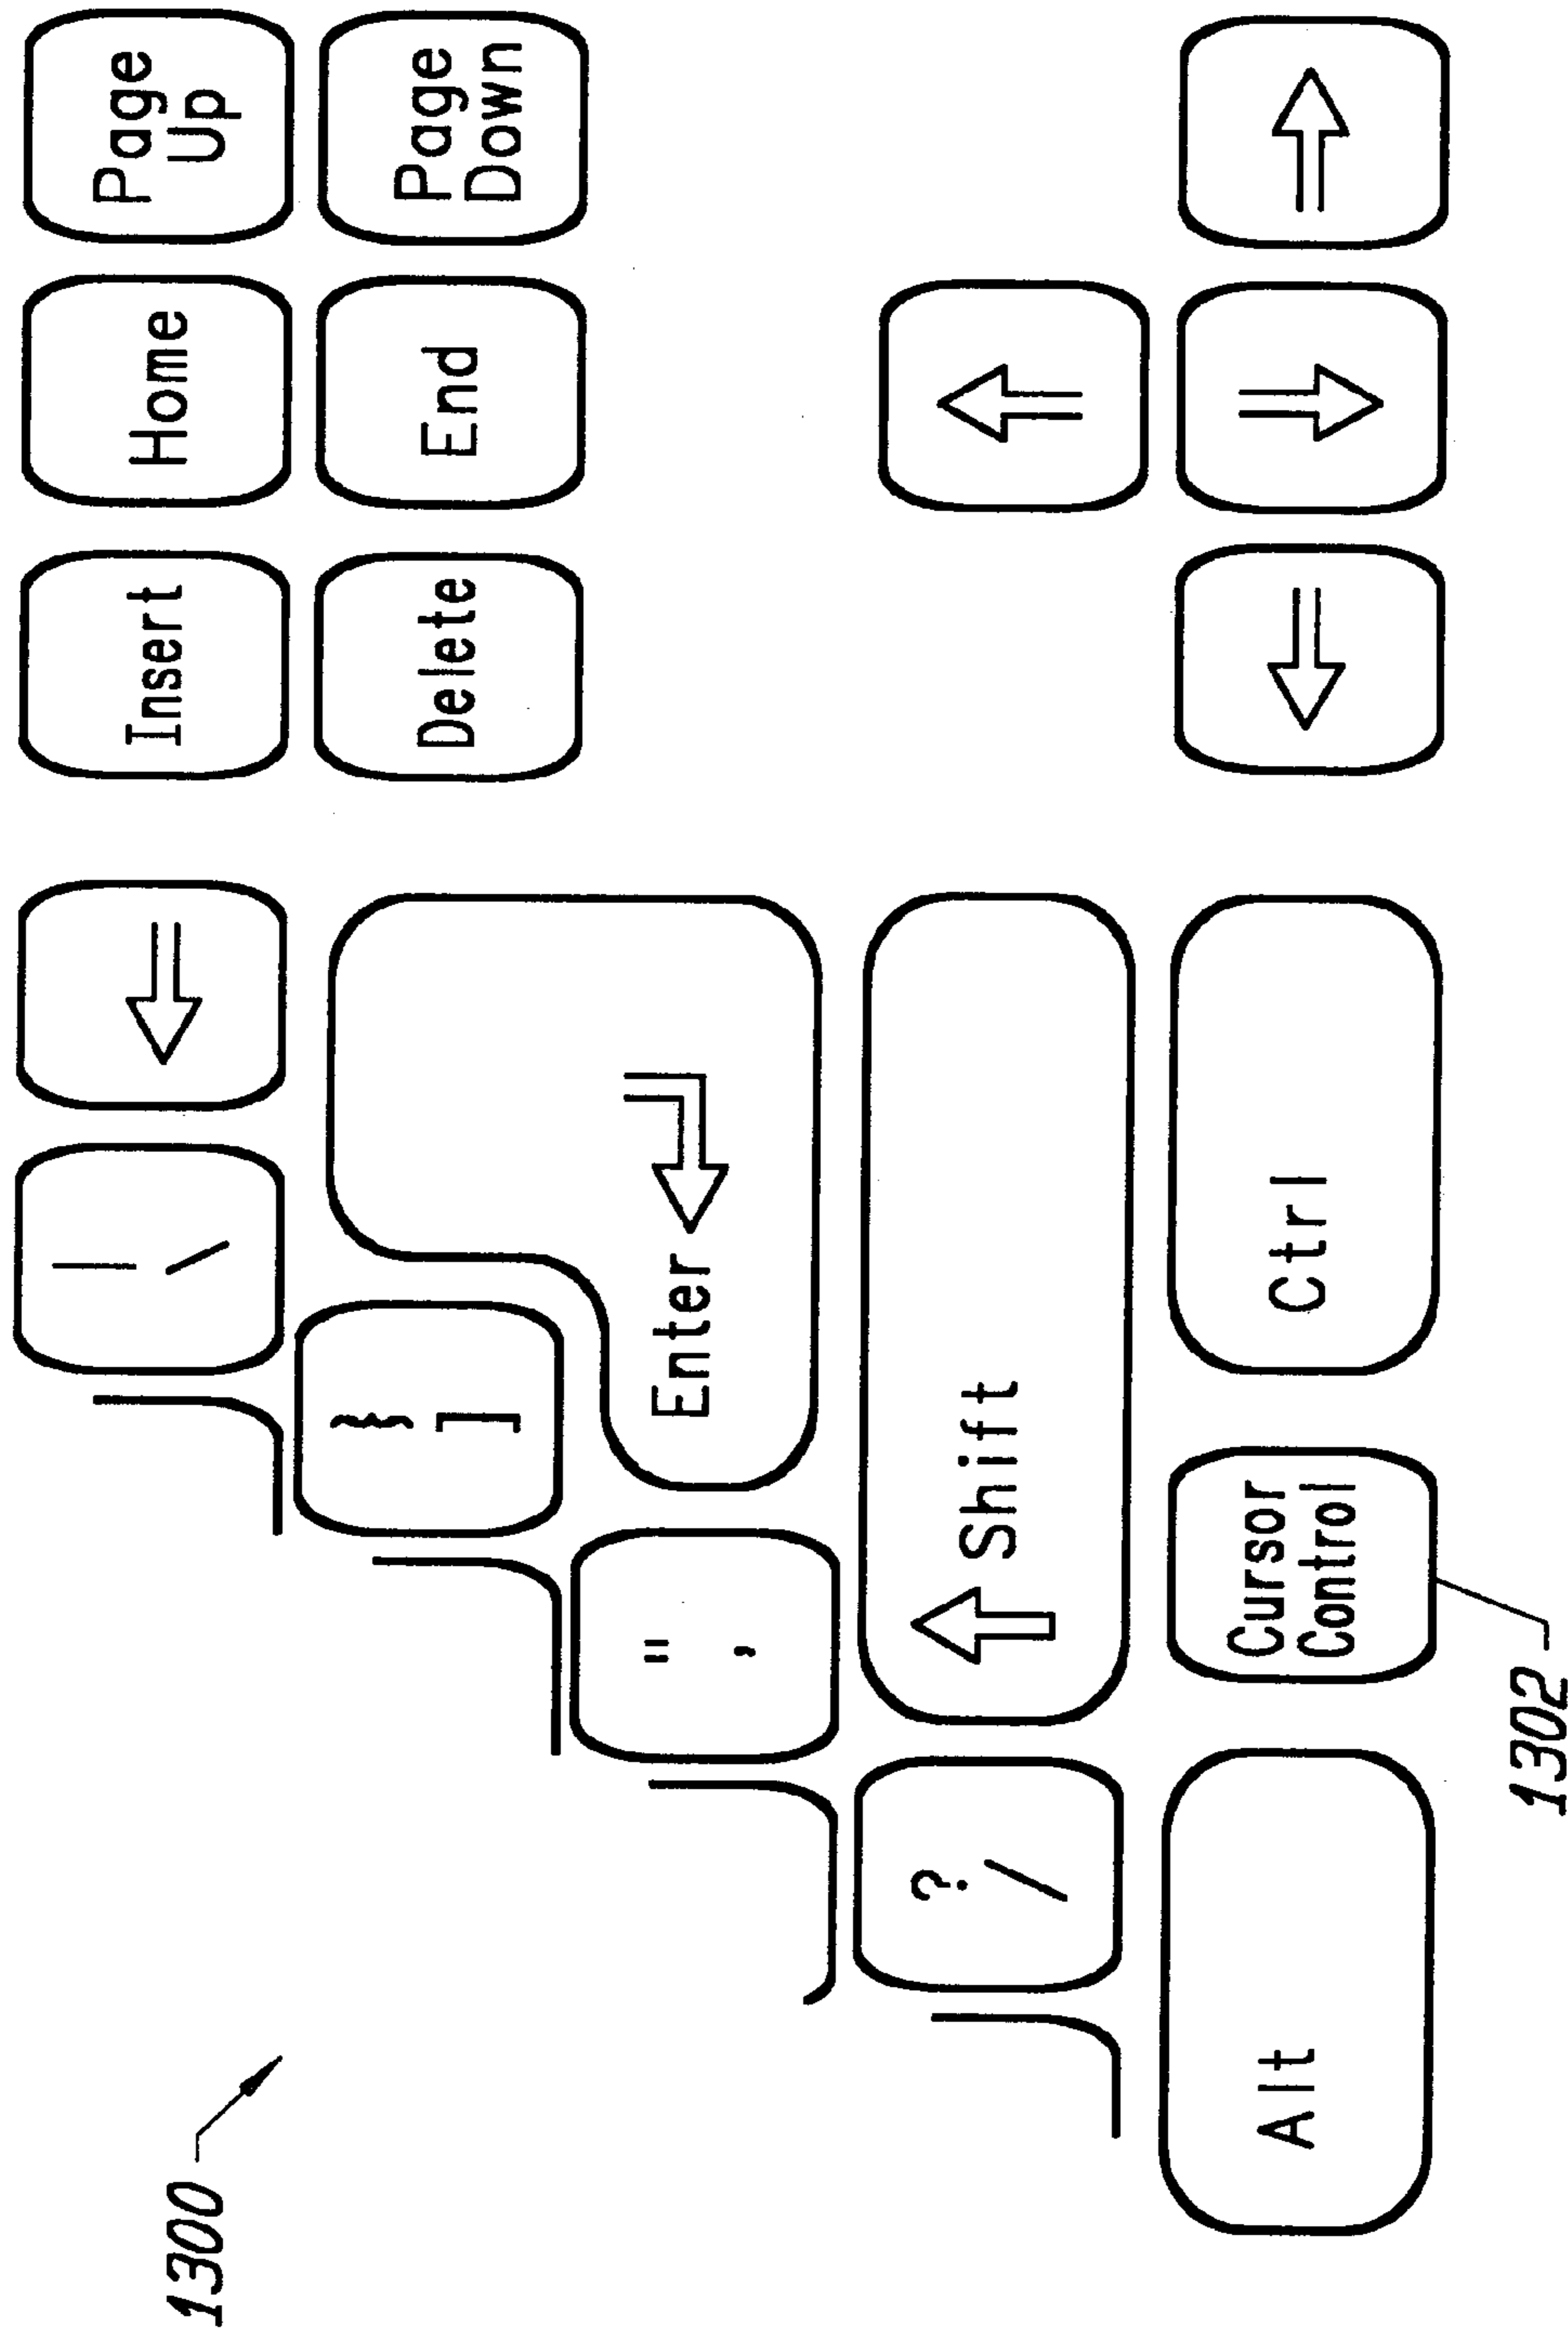 1300
|
\
Insert
Home
Page
Up
}
]
Delete
End
Page
Down
"
,
Enter
?
/
Shift
Alt
Cursor
Control
Ctrl
1302